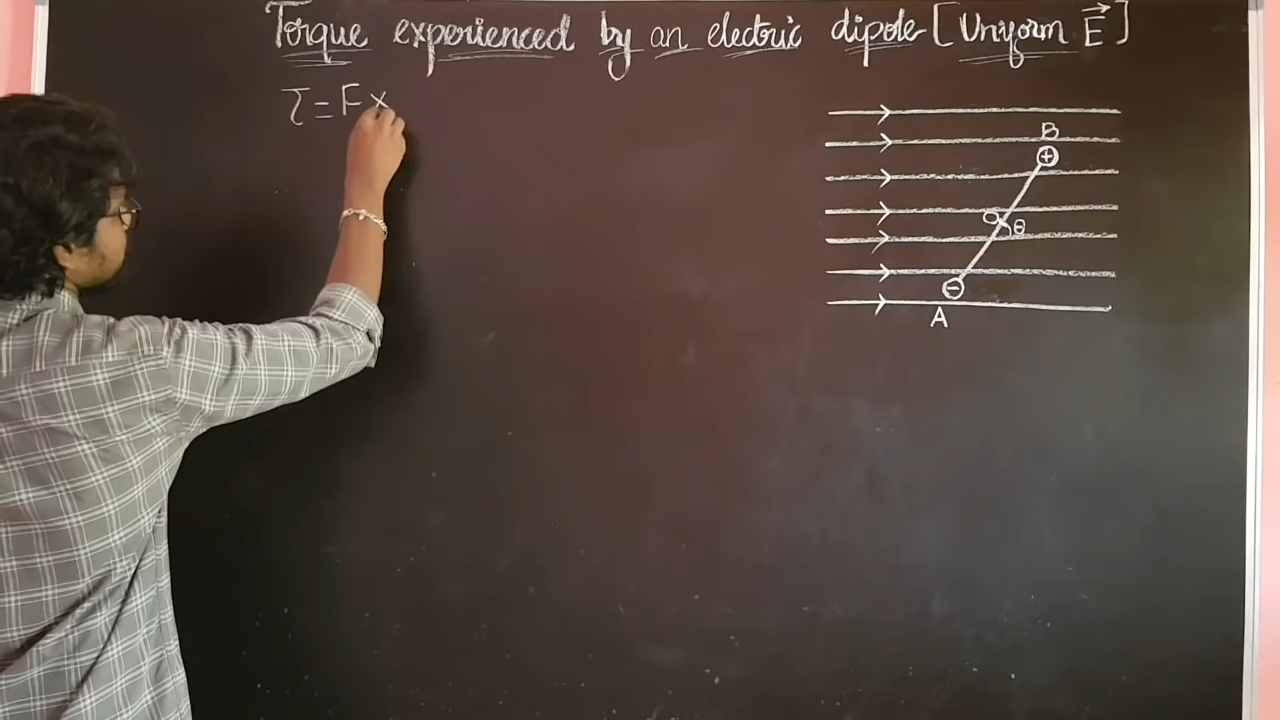 Torque experienced by an electric dipole [Uniform E⃗]
τ = F ×
B
+
O θ
−
A